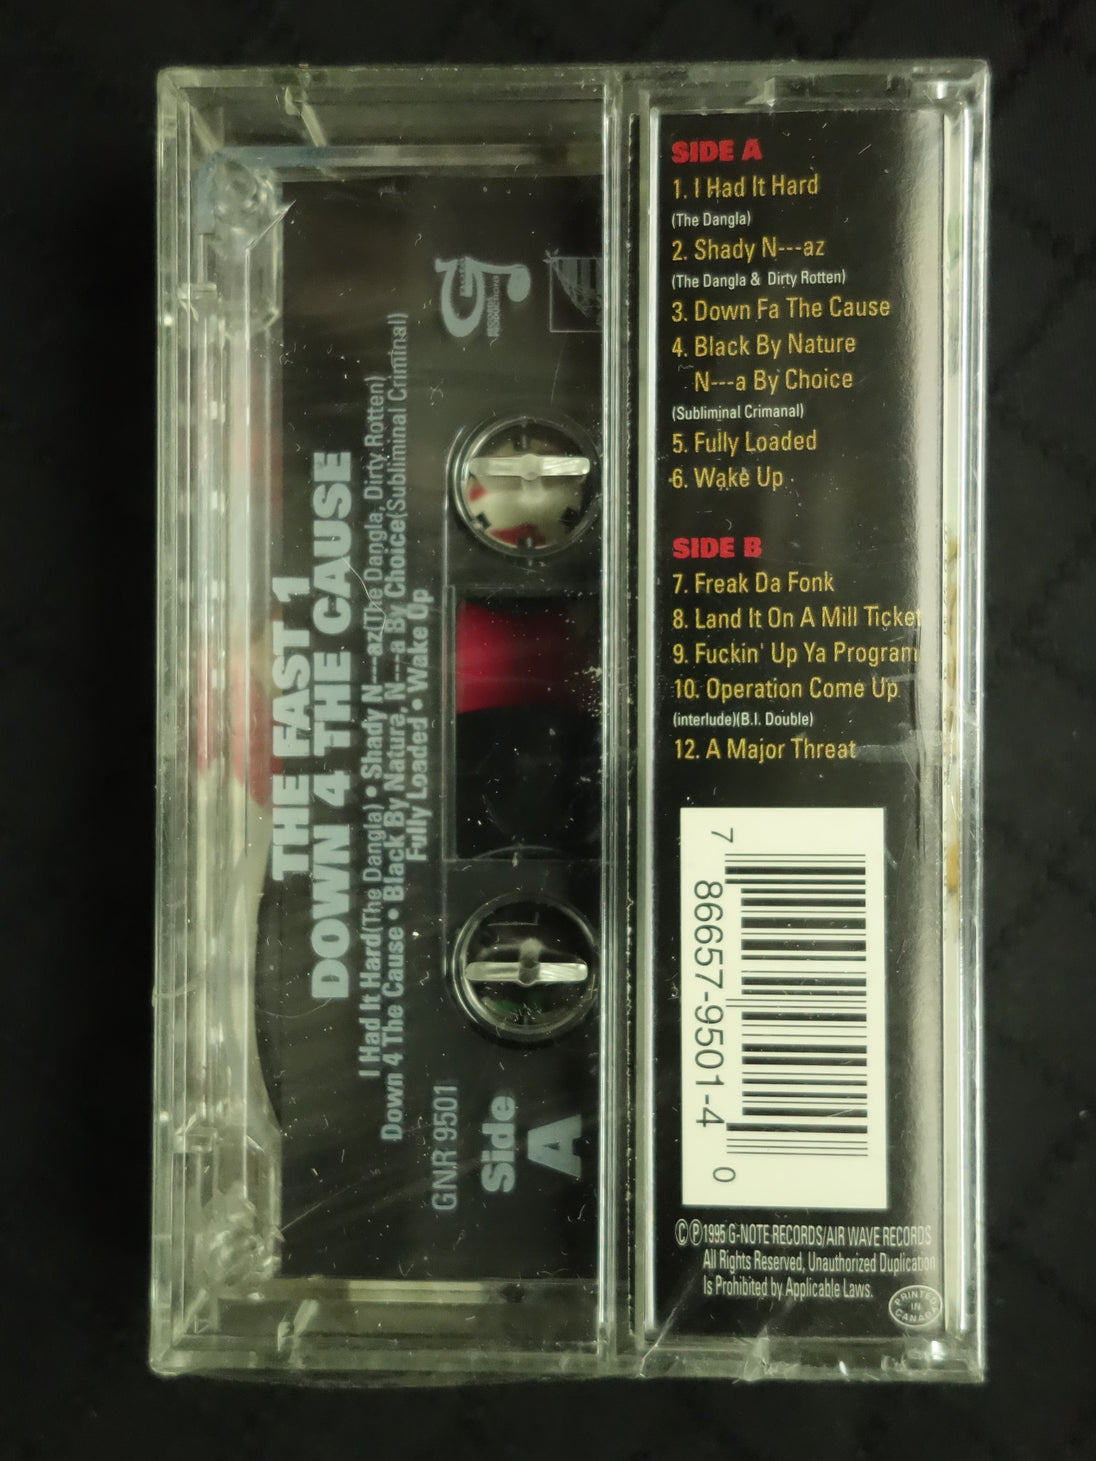 SIDE A
1. I Had It Hard
(The Dangla)
2. Shady N---az
(The Dangla & Dirty Rotten)
3. Down Fa The Cause
4. Black By Nature
N---a By Choice
(Subliminal Crimanal)
5. Fully Loaded
6. Wake Up
SIDE B
7. Freak Da Fonk
8. Land It On A Mill Ticket
9. Fuckin' Up Ya Program
10. Operation Come Up
(interlude)(B.I. Double)
12. A Major Threat
7 86657-9501-4 0
©℗1995 G-NOTE RECORDS/AIR WAVE RECORDS
All Rights Reserved, Unauthorized Duplication
Is Prohibited by Applicable Laws.
PRINTED IN CANADA
THE FAST 1
DOWN 4 THE CAUSE
I Had It Hard(The Dangla) • Shady N---az(The Dangla, Dirty Rotten)
Down 4 The Cause • Black By Nature, N---a By Choice(Subliminal Criminal)
Fully Loaded • Wake Up
GNR 9501
Side
A